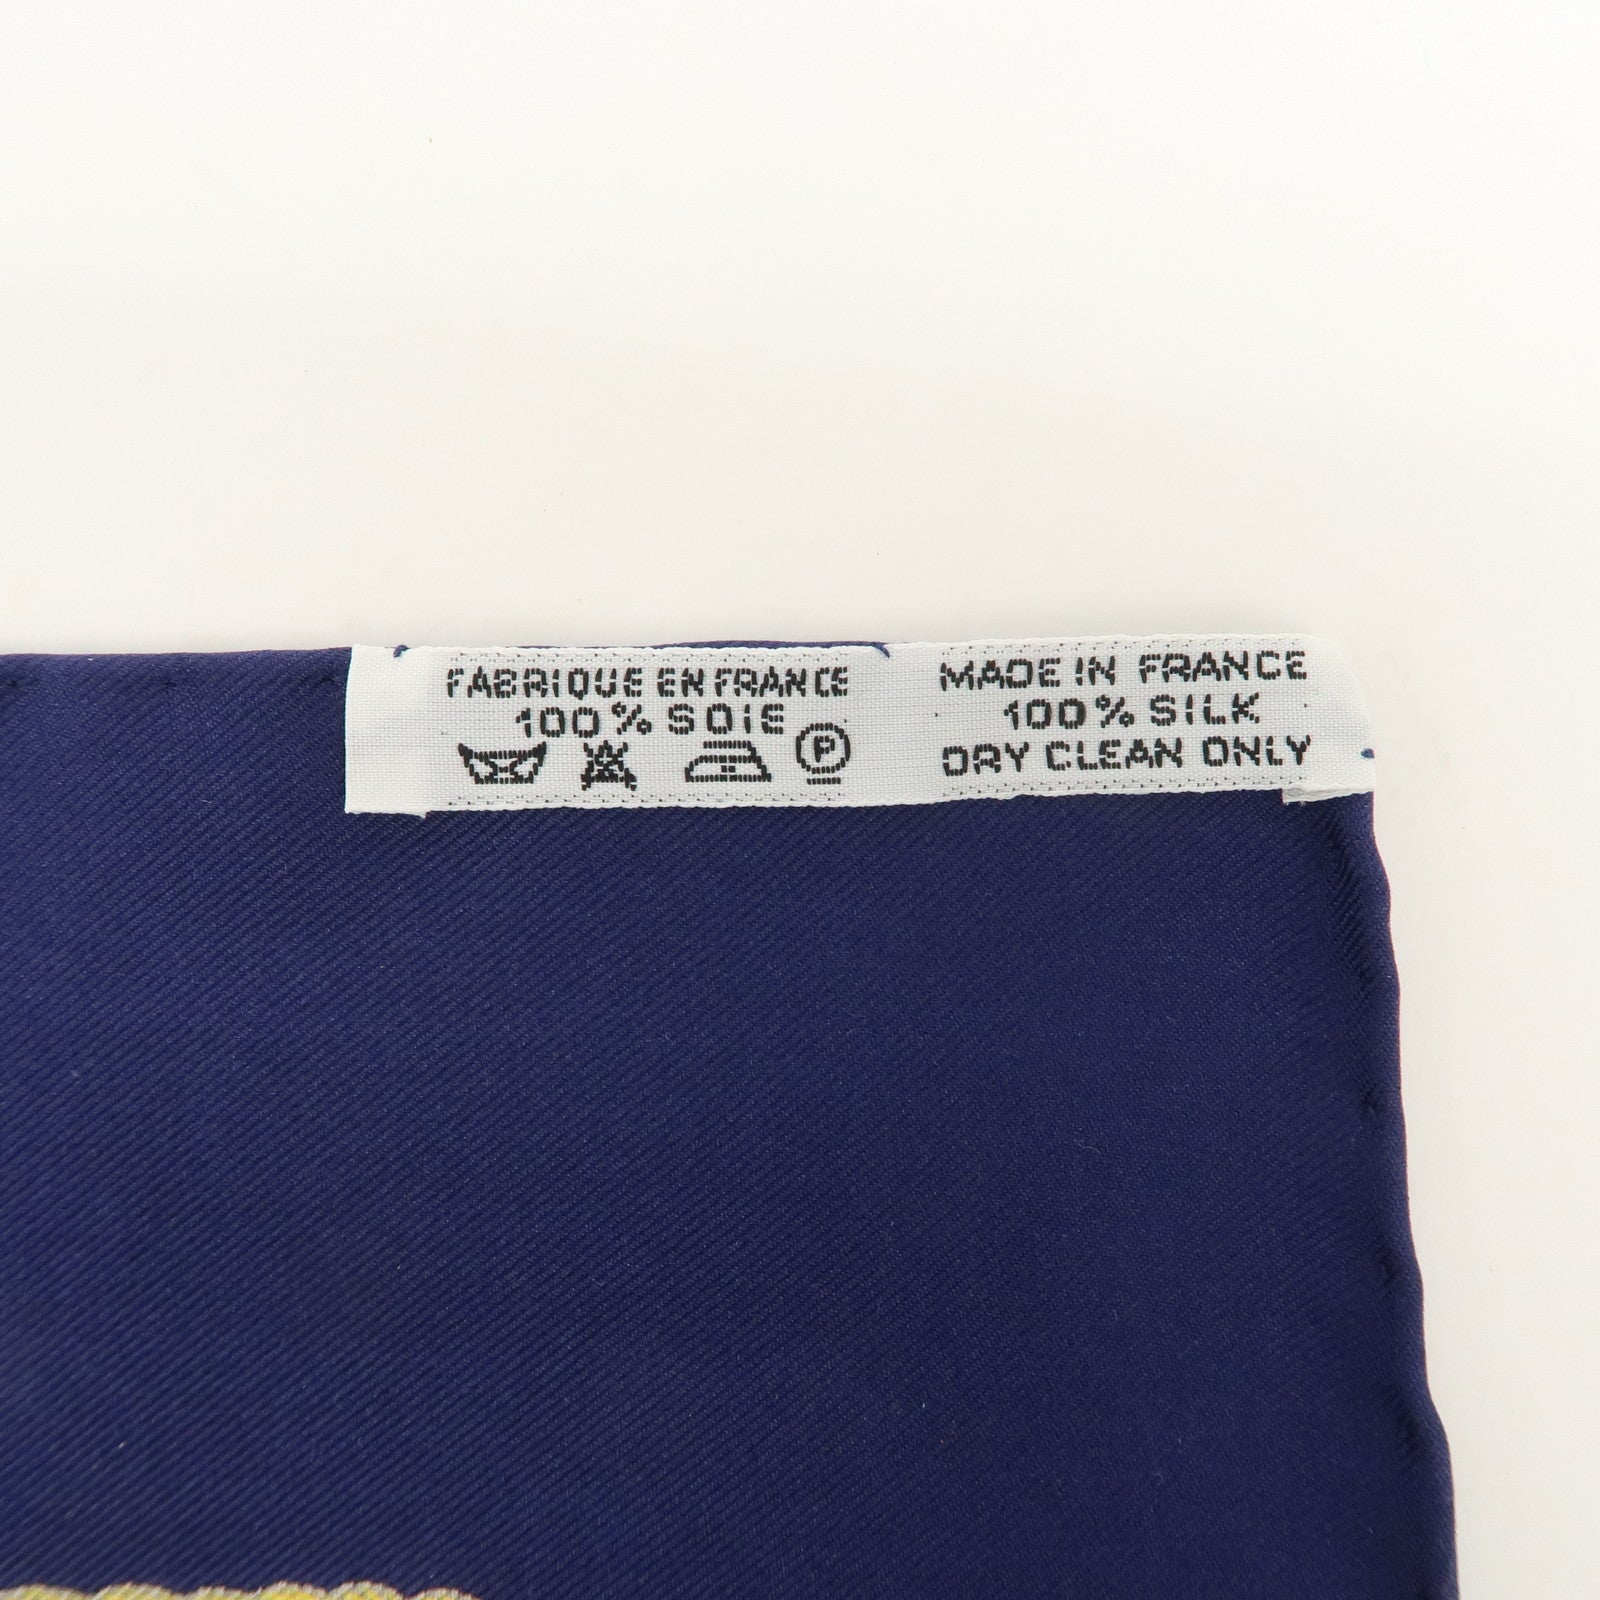 FABRIQUE EN FRANCE
100% SOIE
P
MADE IN FRANCE
100% SILK
DRY CLEAN ONLY